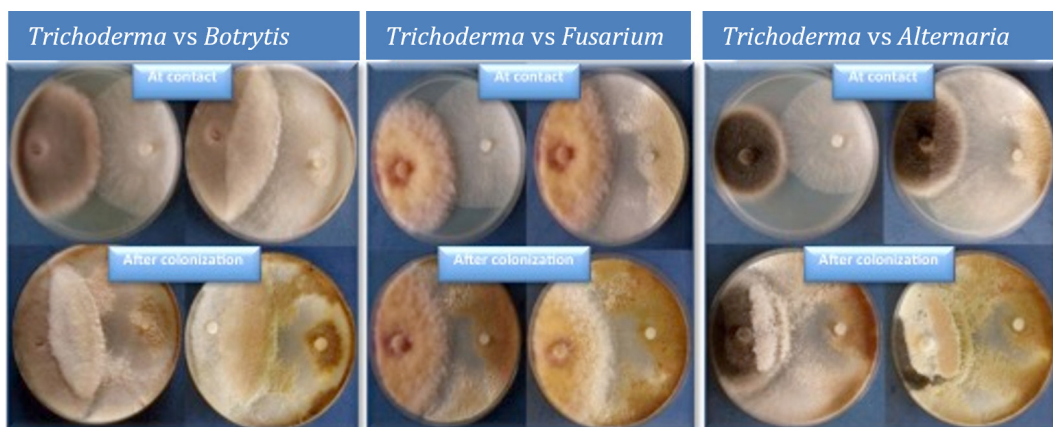 Trichoderma vs Botrytis
Trichoderma vs Fusarium
Trichoderma vs Alternaria
At contact
At contact
At contact
After colonization
After colonization
After colonization